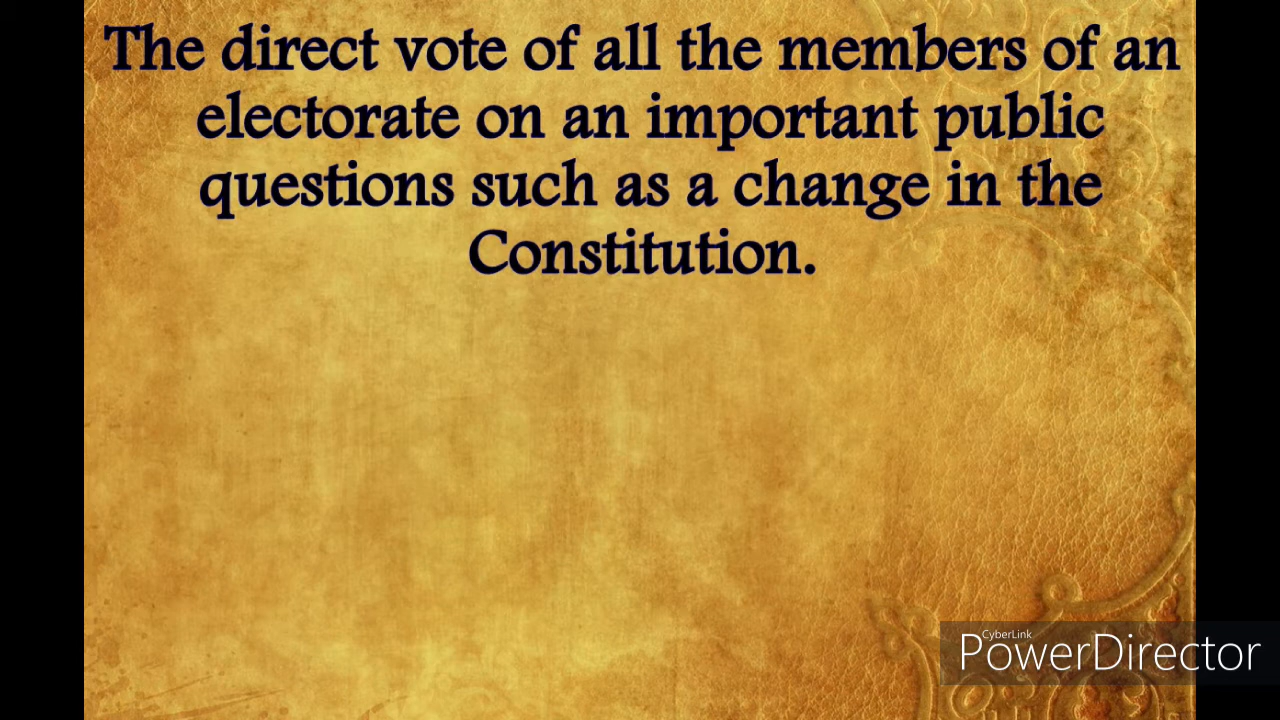 The direct vote of all the members of an
electorate on an important public
questions such as a change in the
Constitution.
CyberLink
PowerDirector